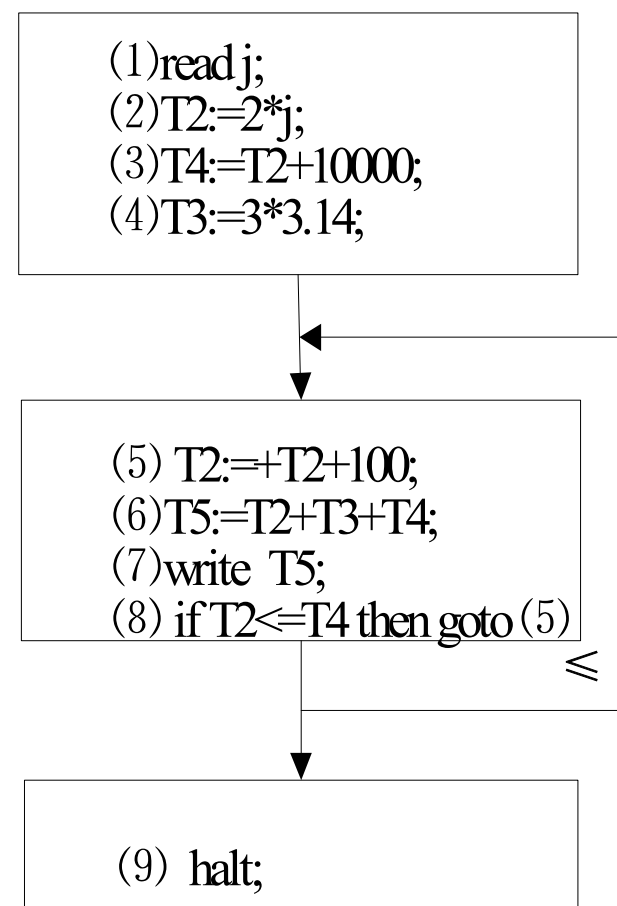 (1)read j;
(2)T2:=2*j;
(3)T4:=T2+10000;
(4)T3:=3*3.14;
(5) T2:=+T2+100;
(6)T5:=T2+T3+T4;
(7)write T5;
(8) if T2<=T4 then goto (5)
≤
(9) halt;